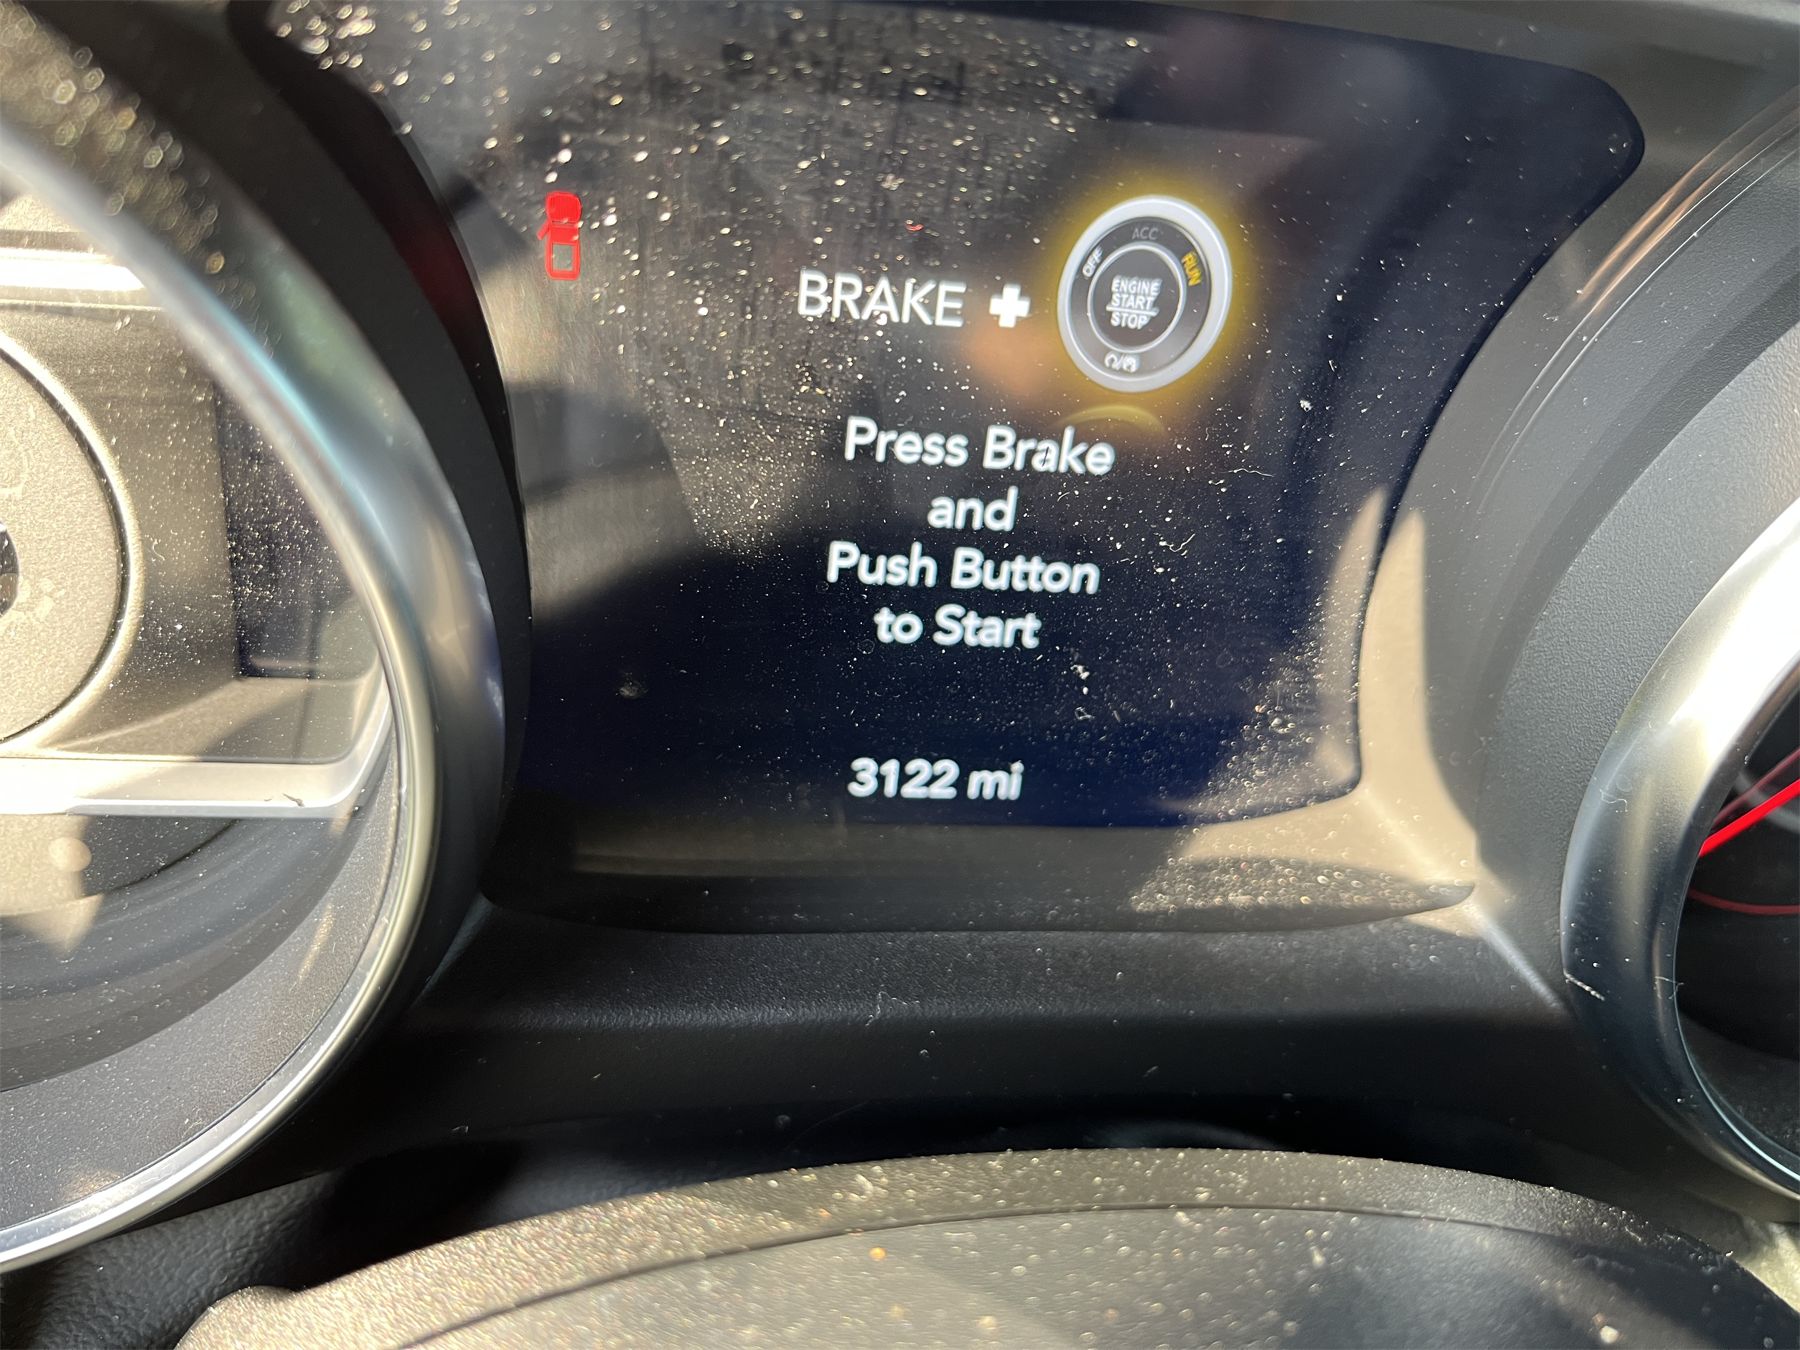 ACC
OFF
RUN
BRAKE +
ENGINE
START
STOP
Press Brake
and
Push Button
to Start
3122 mi